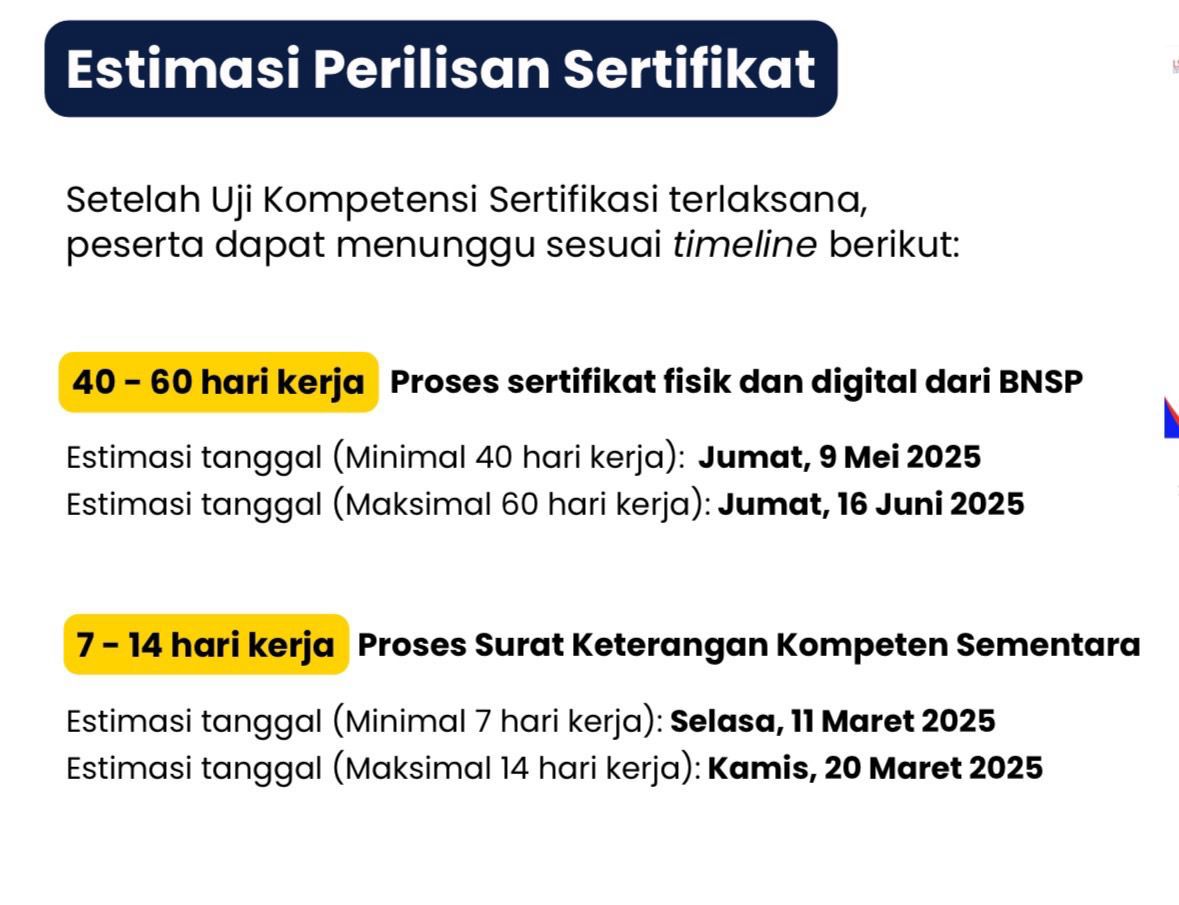 Estimasi Perilisan Sertifikat
Setelah Uji Kompetensi Sertifikasi terlaksana,
peserta dapat menunggu sesuai timeline berikut:
40 - 60 hari kerja Proses sertifikat fisik dan digital dari BNSP
Estimasi tanggal (Minimal 40 hari kerja): Jumat, 9 Mei 2025
Estimasi tanggal (Maksimal 60 hari kerja): Jumat, 16 Juni 2025
7 - 14 hari kerja Proses Surat Keterangan Kompeten Sementara
Estimasi tanggal (Minimal 7 hari kerja): Selasa, 11 Maret 2025
Estimasi tanggal (Maksimal 14 hari kerja): Kamis, 20 Maret 2025